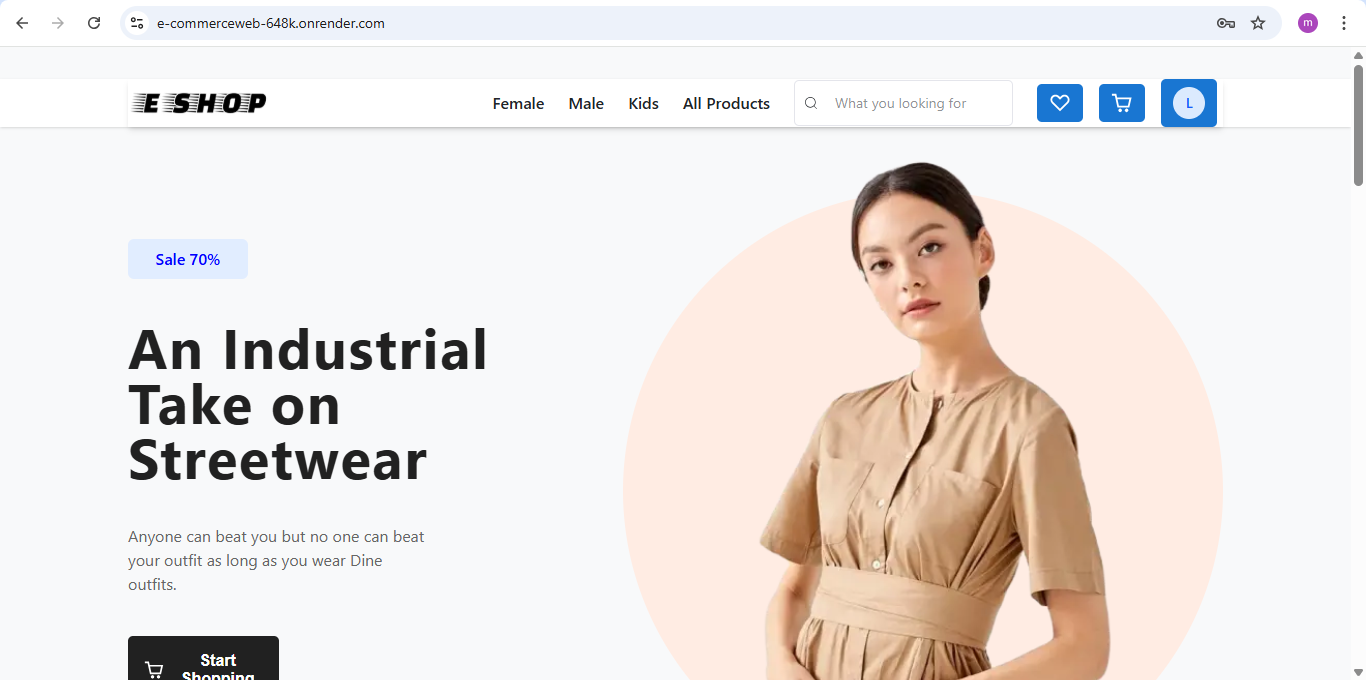 e-commerceweb-648k.onrender.com
m
E SHOP
Female Male Kids All Products What you looking for L
Sale 70%
An Industrial
Take on
Streetwear
Anyone can beat you but no one can beat
your outfit as long as you wear Dine
outfits.
Start
Shopping